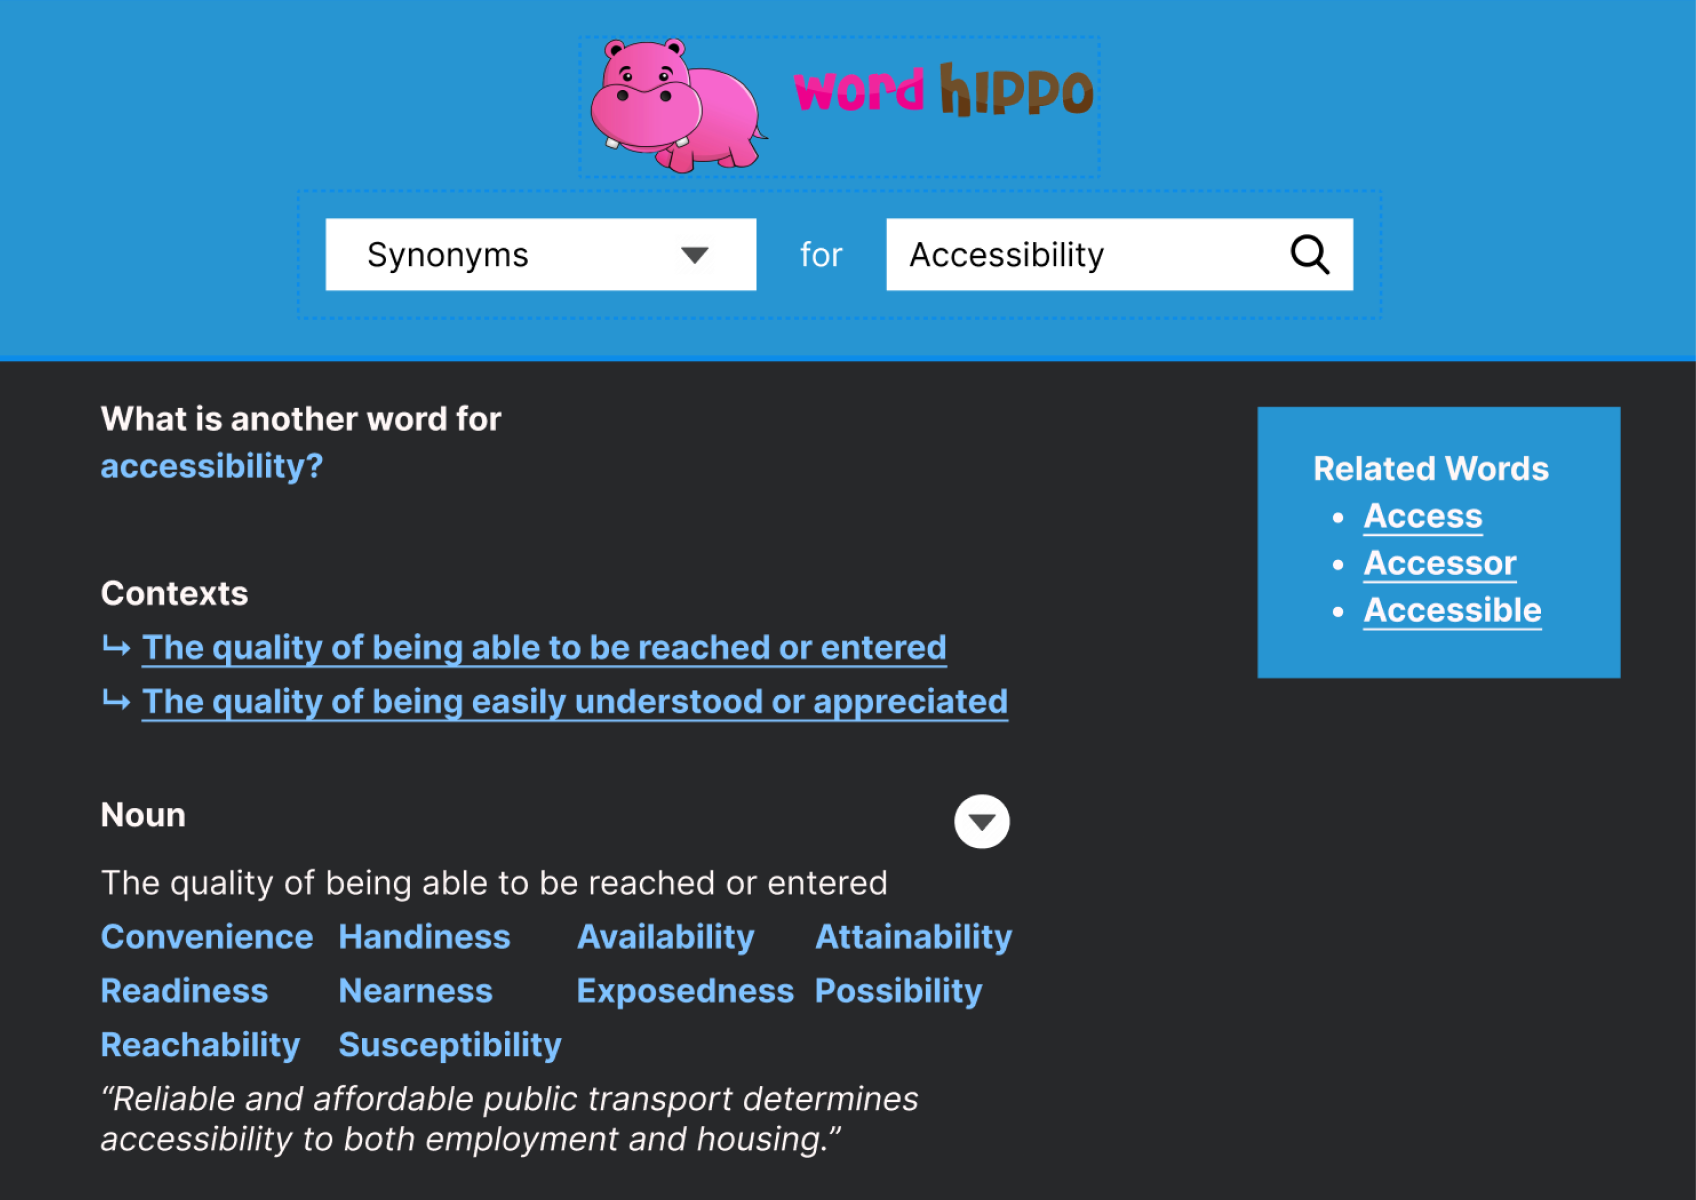 word hippo
Synonyms for Accessibility
What is another word for
accessibility?
Contexts
↳ The quality of being able to be reached or entered
↳ The quality of being easily understood or appreciated
Noun
The quality of being able to be reached or entered
Convenience Handiness Availability Attainability
Readiness Nearness Exposedness Possibility
Reachability Susceptibility
“Reliable and affordable public transport determines
accessibility to both employment and housing.”
Related Words
• Access
• Accessor
• Accessible